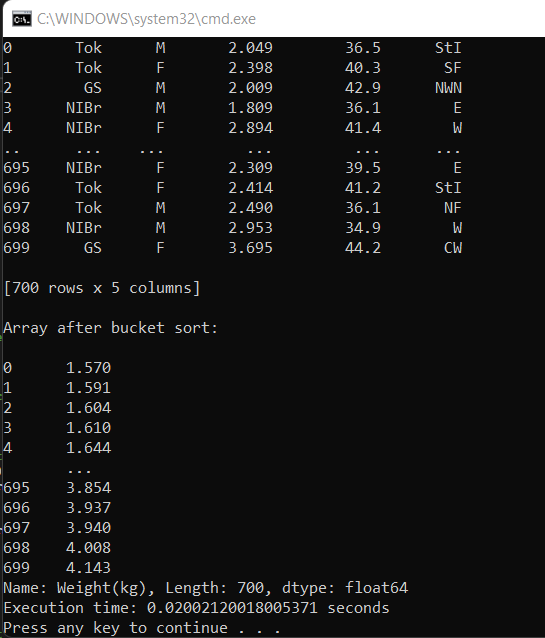 C:\WINDOWS\system32\cmd.exe
0 Tok M 2.049 36.5 StI
1 Tok F 2.398 40.3 SF
2 GS M 2.009 42.9 NWN
3 NIBr M 1.809 36.1 E
4 NIBr F 2.894 41.4 W
.. ... ... ... ... ...
695 NIBr F 2.309 39.5 E
696 Tok F 2.414 41.2 StI
697 Tok M 2.490 36.1 NF
698 NIBr M 2.953 34.9 W
699 GS F 3.695 44.2 CW
[700 rows x 5 columns]
Array after bucket sort:
0 1.570
1 1.591
2 1.604
3 1.610
4 1.644
...
695 3.854
696 3.937
697 3.940
698 4.008
699 4.143
Name: Weight(kg), Length: 700, dtype: float64
Execution time: 0.02002120018005371 seconds
Press any key to continue . . .